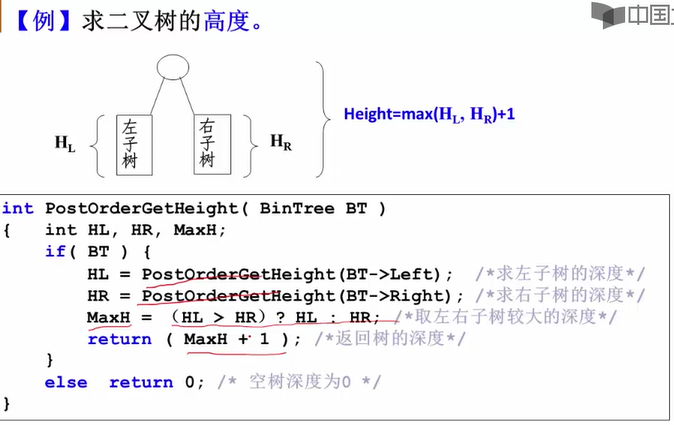 【例】求二叉树的高度。
中国
左子树
右子树
HL
HR
Height=max(HL, HR)+1
int PostOrderGetHeight( BinTree BT )
{ int HL, HR, MaxH;
if( BT ) {
HL = PostOrderGetHeight(BT->Left); /*求左子树的深度*/
HR = PostOrderGetHeight(BT->Right); /*求右子树的深度*/
MaxH = （HL > HR）? HL : HR; /*取左右子树较大的深度*/
return ( MaxH + 1 ); /*返回树的深度*/
}
else return 0; /* 空树深度为0 */
}